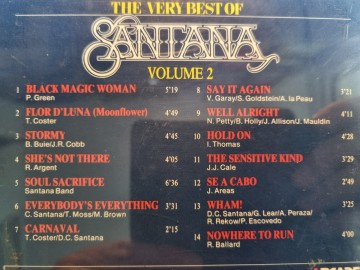 THE VERY BEST OF
SANTANA
VOLUME 2
1 BLACK MAGIC WOMAN 5'19
P. Green
2 FLOR D'LUNA (Moonflower) 4'49
T. Coster
3 STORMY 4'45
B. Buie/J.R. Cobb
4 SHE'S NOT THERE 4'05
R. Argent
5 SOUL SACRIFICE 6'36
Santana Band
6 EVERYBODY'S EVERYTHING 3'31
C. Santana/T. Moss/M. Brown
7 CARNAVAL 2'15
T. Coster/D.C. Santana
8 SAY IT AGAIN 3'21
V. Garay/S. Goldstein/A. la Peau
9 WELL ALRIGHT 4'11
N. Petty/B. Holly/J. Allison/J. Mauldin
10 HOLD ON 4'28
I. Thomas
11 THE SENSITIVE KIND 3'29
J.J. Cale
12 SE A CABO 2'49
J. Areas
13 WHAM! 3'25
D.C. Santana/G. Lear/A. Peraza/
R. Rekow/P. Escovedo
14 NOWHERE TO RUN 4'00
R. Ballard